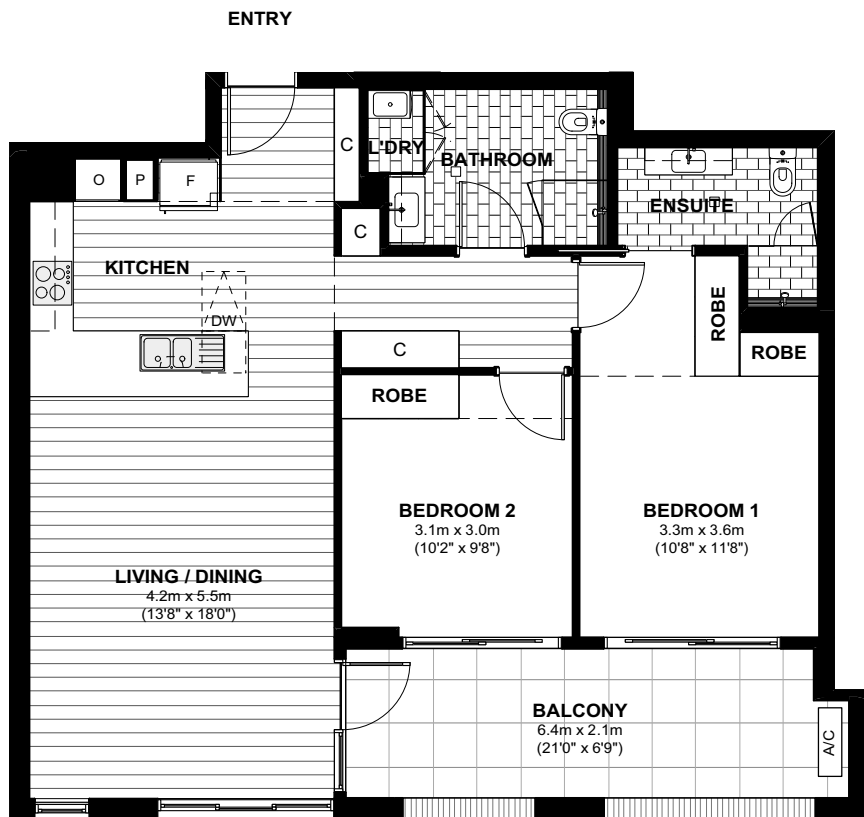 ENTRY
C
L'DRY
BATHROOM
O
P
F
ENSUITE
C
KITCHEN
DW
ROBE
C
ROBE
ROBE
BEDROOM 2
3.1m x 3.0m
(10'2" x 9'8")
BEDROOM 1
3.3m x 3.6m
(10'8" x 11'8")
LIVING / DINING
4.2m x 5.5m
(13'8" x 18'0")
BALCONY
6.4m x 2.1m
(21'0" x 6'9")
A/C